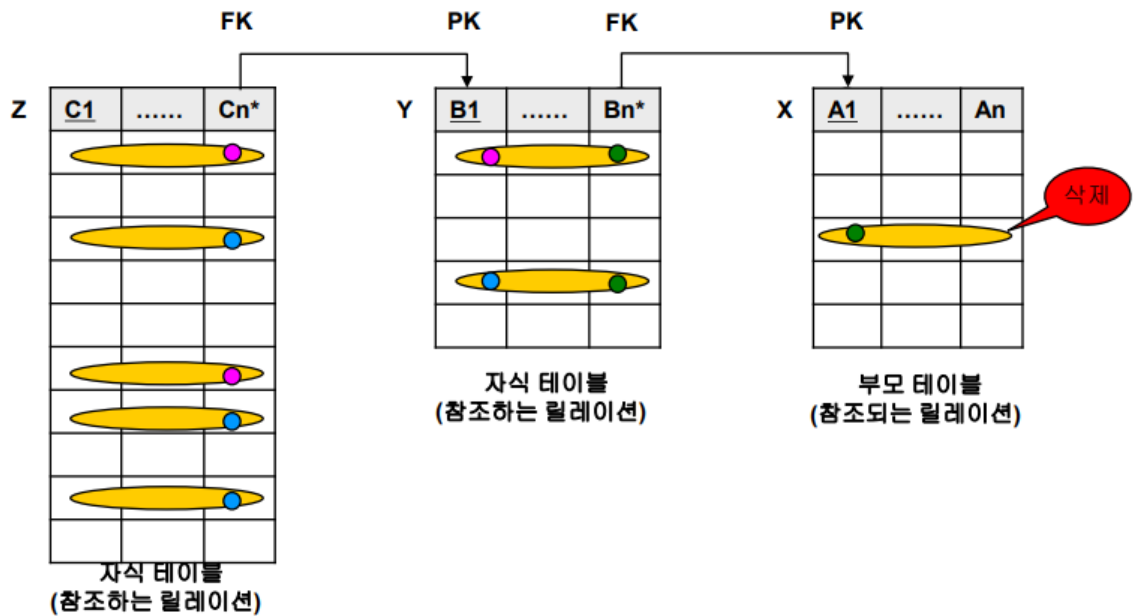 FK PK FK PK
Z C1 …… Cn* Y B1 …… Bn* X A1 …… An
삭제
자식 테이블
(참조하는 릴레이션)
부모 테이블
(참조되는 릴레이션)
자식 테이블
(참조하는 릴레이션)